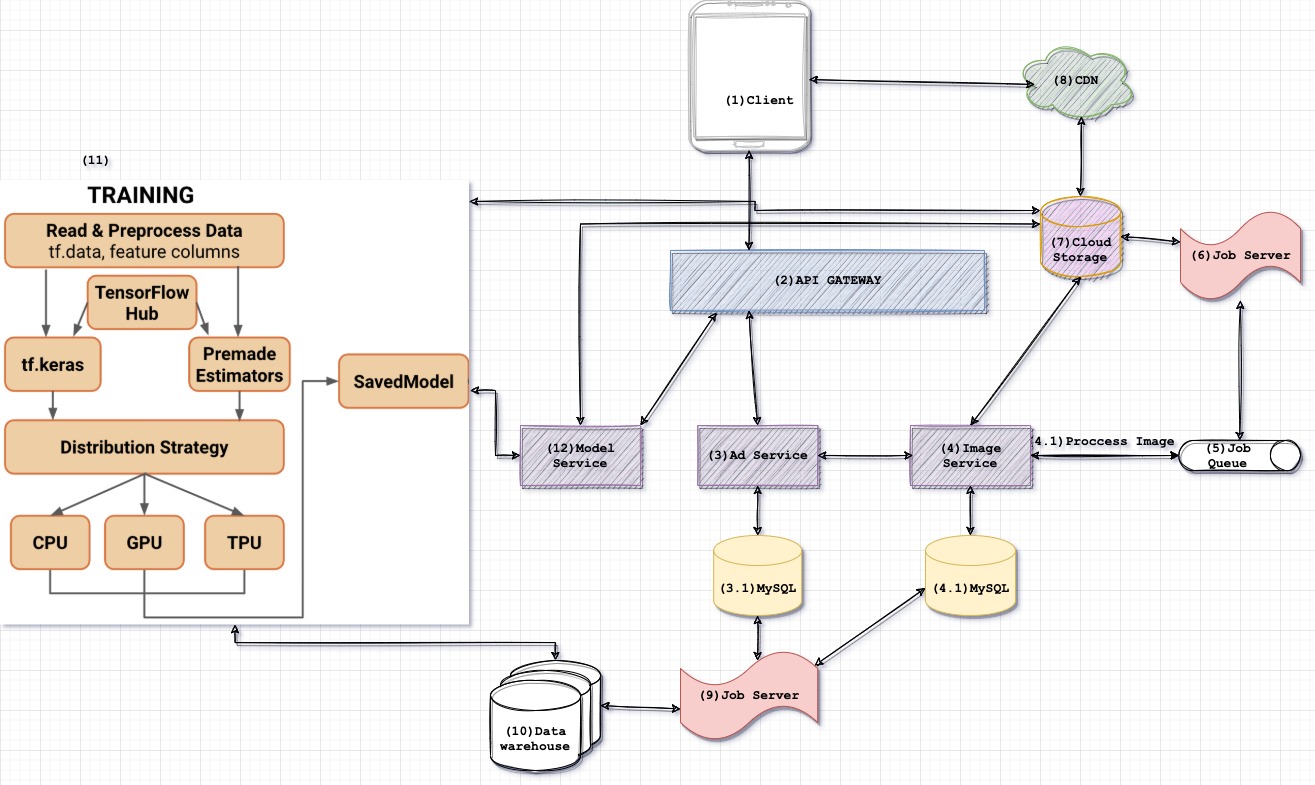 (1)Client
(8)CDN
(11)
TRAINING
Read & Preprocess Data
tf.data, feature columns
TensorFlow
Hub
tf.keras
Premade
Estimators
SavedModel
Distribution Strategy
CPU
GPU
TPU
(2)API GATEWAY
(7)Cloud
Storage
(6)Job Server
(12)Model
Service
(3)Ad Service
(4)Image
Service
4.1)Proccess Image
(5)Job
Queue
(3.1)MySQL
(4.1)MySQL
(9)Job Server
(10)Data
warehouse